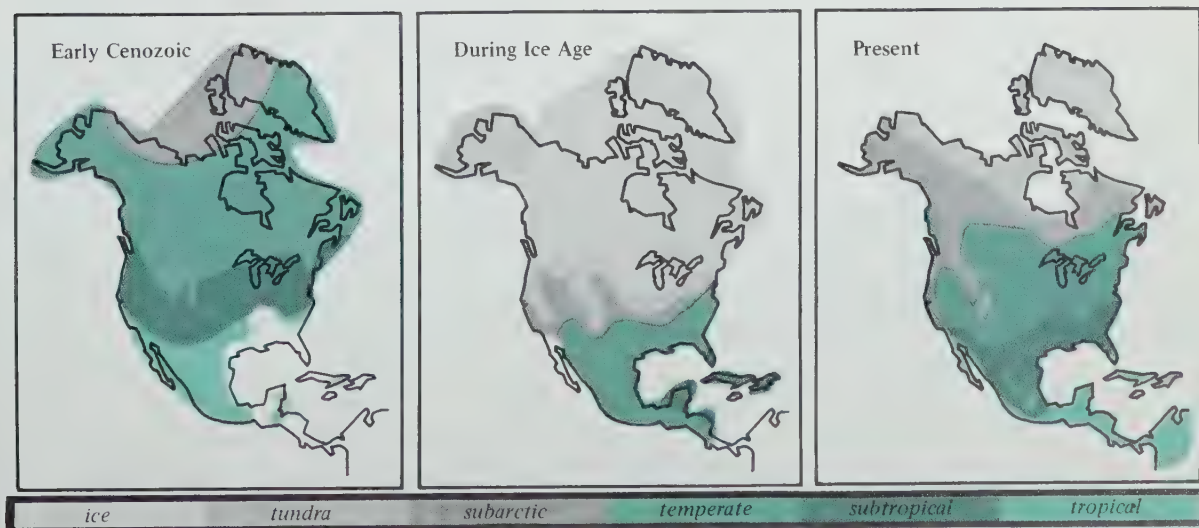 Early Cenozoic
During Ice Age
Present
ice tundra subarctic temperate subtropical tropical